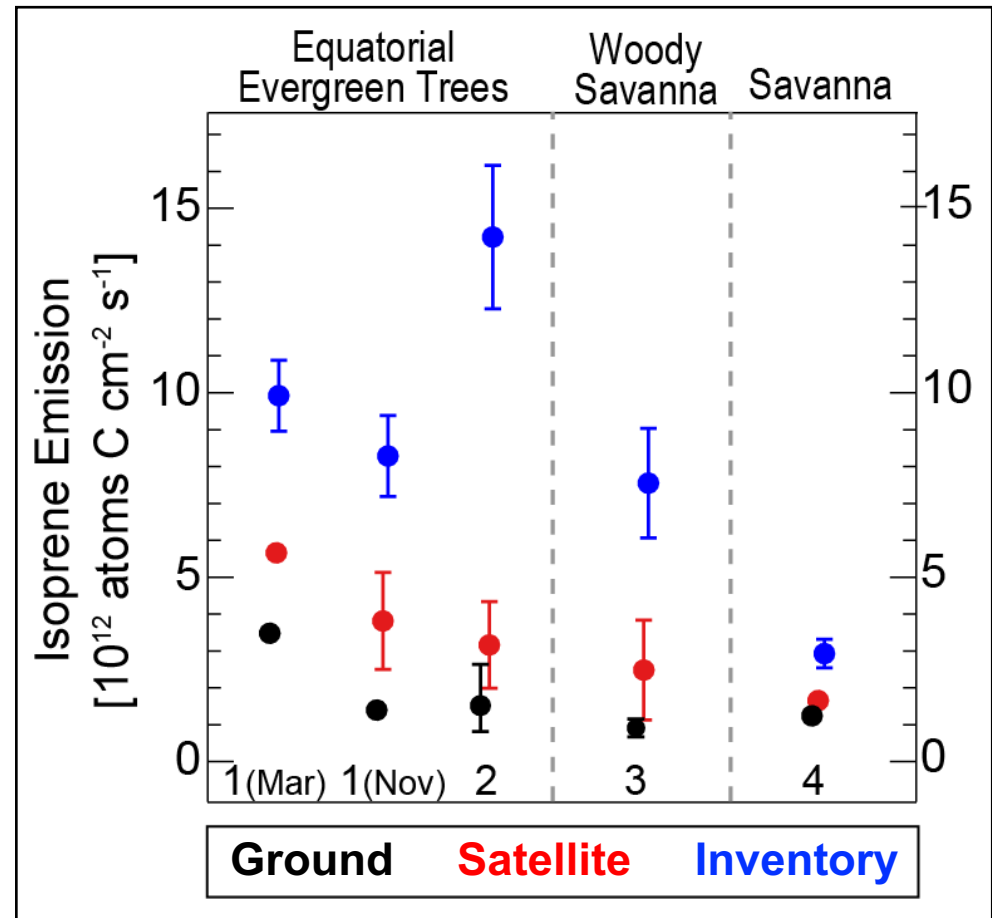 Equatorial
Evergreen Trees
Woody
Savanna
Savanna
Isoprene Emission
[10¹² atoms C cm⁻² s⁻¹]
15
10
5
0
15
10
5
0
1(Mar) 1(Nov) 2 3 4
Ground Satellite Inventory